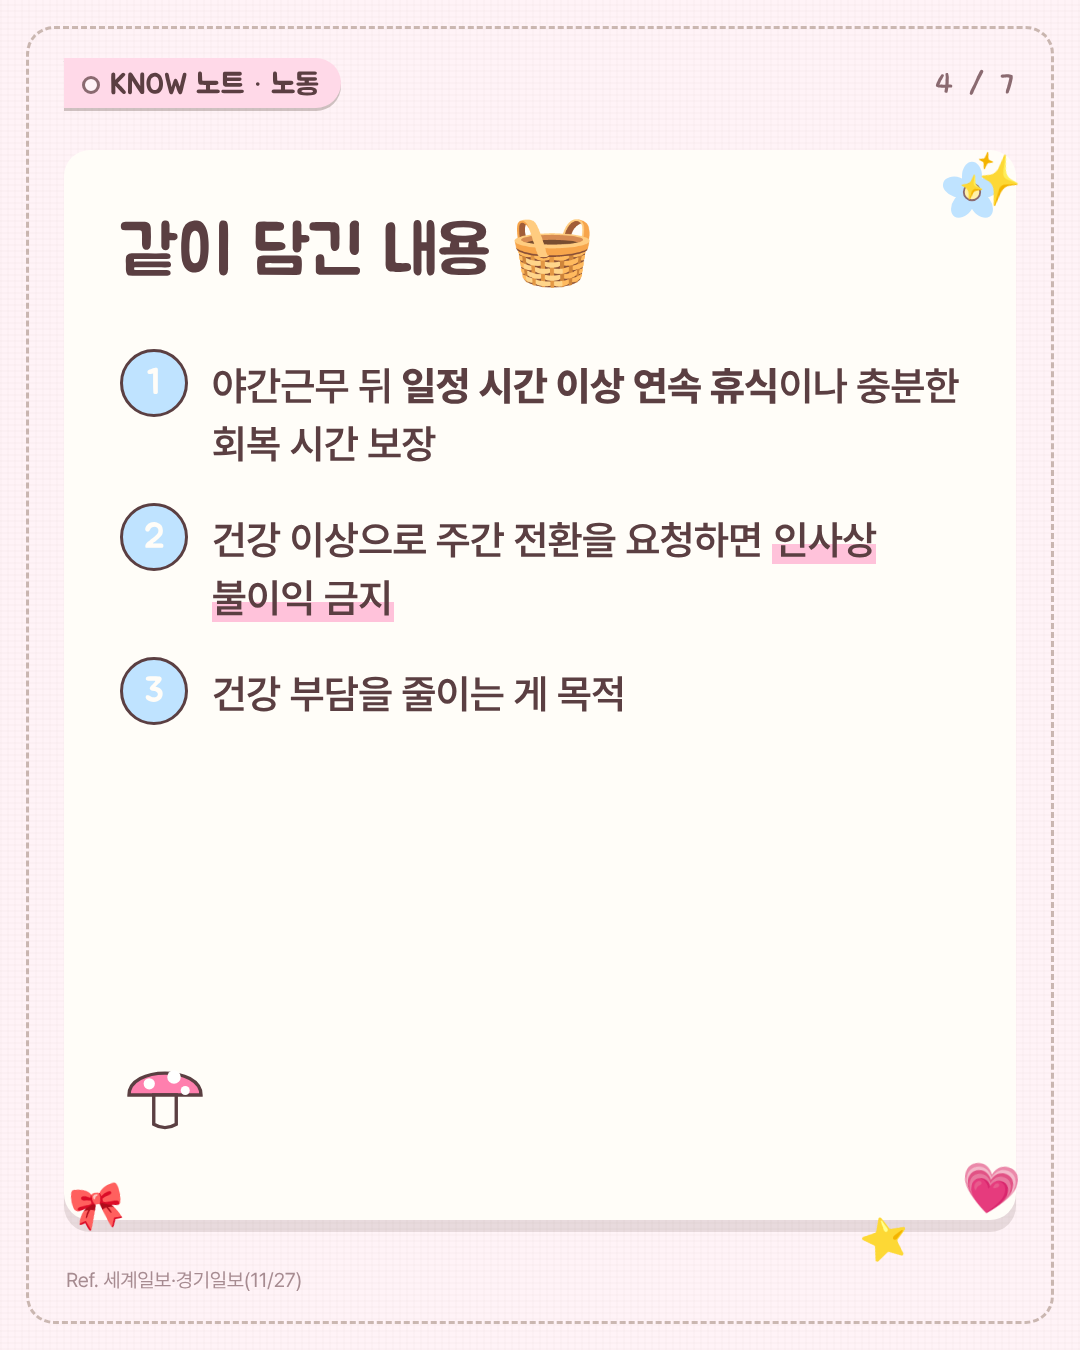 KNOW 노트 · 노동
4 / 7
같이 담긴 내용
1 야간근무 뒤 일정 시간 이상 연속 휴식이나 충분한
회복 시간 보장
2 건강 이상으로 주간 전환을 요청하면 인사상
불이익 금지
3 건강 부담을 줄이는 게 목적
Ref. 세계일보·경기일보(11/27)